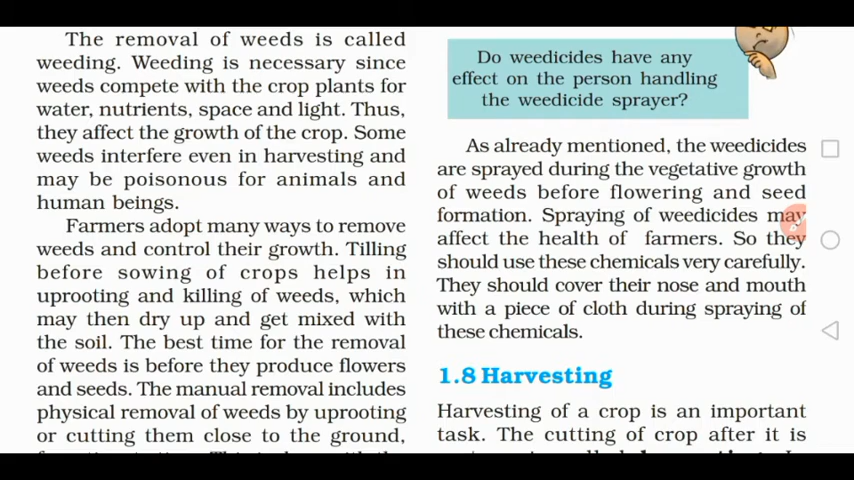 The removal of weeds is called
weeding. Weeding is necessary since
weeds compete with the crop plants for
water, nutrients, space and light. Thus,
they affect the growth of the crop. Some
weeds interfere even in harvesting and
may be poisonous for animals and
human beings.
Farmers adopt many ways to remove
weeds and control their growth. Tilling
before sowing of crops helps in
uprooting and killing of weeds, which
may then dry up and get mixed with
the soil. The best time for the removal
of weeds is before they produce flowers
and seeds. The manual removal includes
physical removal of weeds by uprooting
or cutting them close to the ground,
Do weedicides have any
effect on the person handling
the weedicide sprayer?
As already mentioned, the weedicides
are sprayed during the vegetative growth
of weeds before flowering and seed
formation. Spraying of weedicides may
affect the health of farmers. So they
should use these chemicals very carefully.
They should cover their nose and mouth
with a piece of cloth during spraying of
these chemicals.
1.8 Harvesting
Harvesting of a crop is an important
task. The cutting of crop after it is